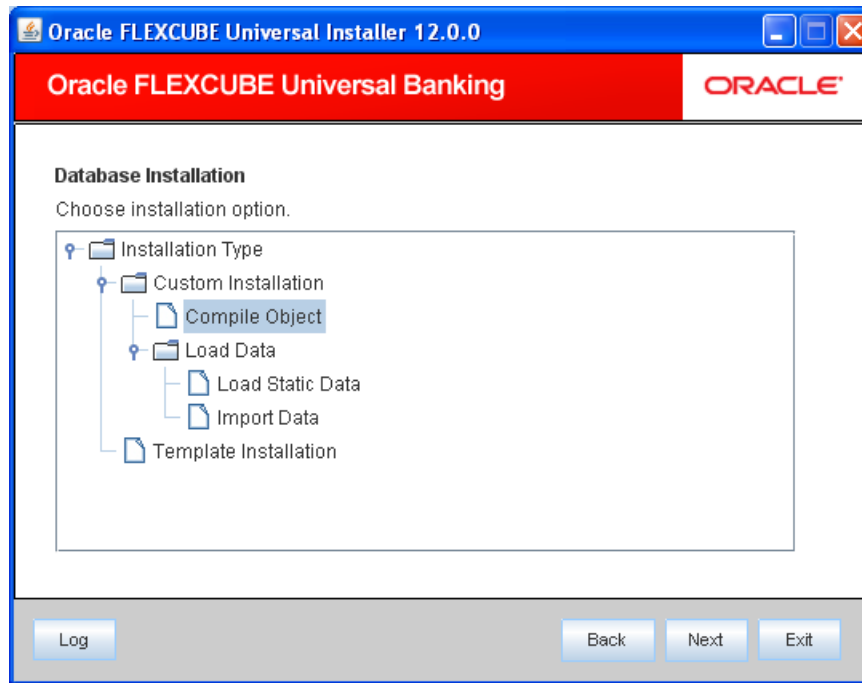 Oracle FLEXCUBE Universal Installer 12.0.0
Oracle FLEXCUBE Universal Banking
ORACLE
Database Installation
Choose installation option.
Installation Type
Custom Installation
Compile Object
Load Data
Load Static Data
Import Data
Template Installation
Log
Back
Next
Exit